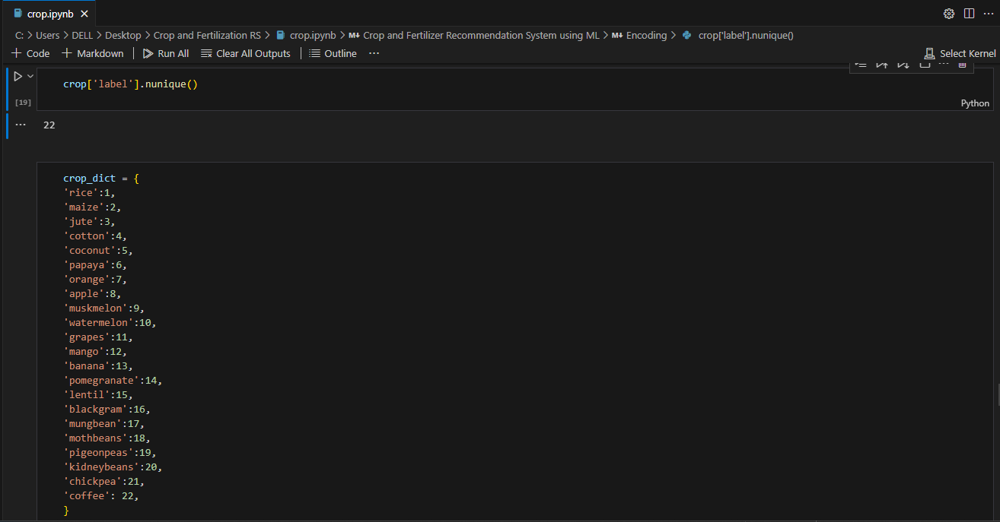 crop.ipynb
C: > Users > DELL > Desktop > Crop and Fertilization RS > crop.ipynb > M↓ Crop and Fertilizer Recommendation System using ML > M↓ Encoding > crop['label'].nunique()
+ Code + Markdown | Run All Clear All Outputs | Outline ... Select Kernel
crop['label'].nunique()
[19]
Python
... 22
crop_dict = {
'rice':1,
'maize':2,
'jute':3,
'cotton':4,
'coconut':5,
'papaya':6,
'orange':7,
'apple':8,
'muskmelon':9,
'watermelon':10,
'grapes':11,
'mango':12,
'banana':13,
'pomegranate':14,
'lentil':15,
'blackgram':16,
'mungbean':17,
'mothbeans':18,
'pigeonpeas':19,
'kidneybeans':20,
'chickpea':21,
'coffee': 22,
}